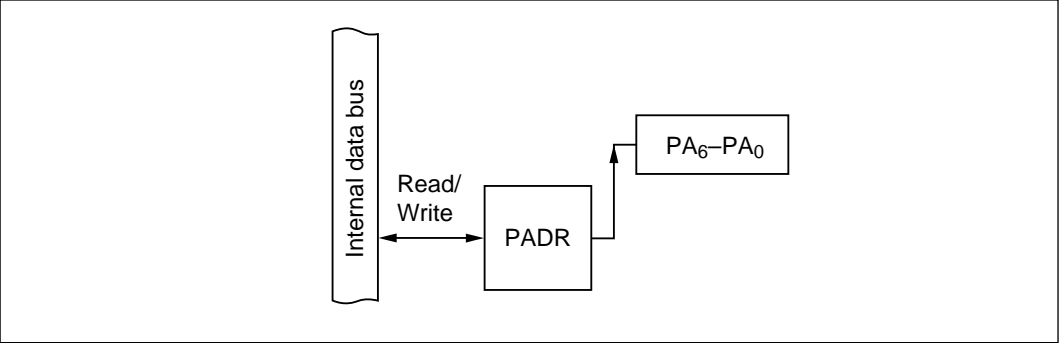 Internal data bus
Read/
Write
PADR
PA₆–PA₀